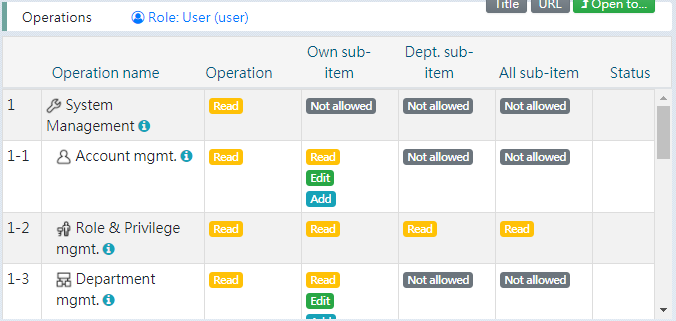 Title URL Open to...
Operations Role: User (user)
Own sub- Dept. sub-
Operation name Operation item item All sub-item Status
1 System Read Not allowed Not allowed Not allowed
Management
1-1 Account mgmt. Read Read Not allowed Not allowed
Edit
Add
1-2 Role & Privilege Read Read Read Read
mgmt.
1-3 Department Read Read Not allowed Not allowed
mgmt. Edit
Add